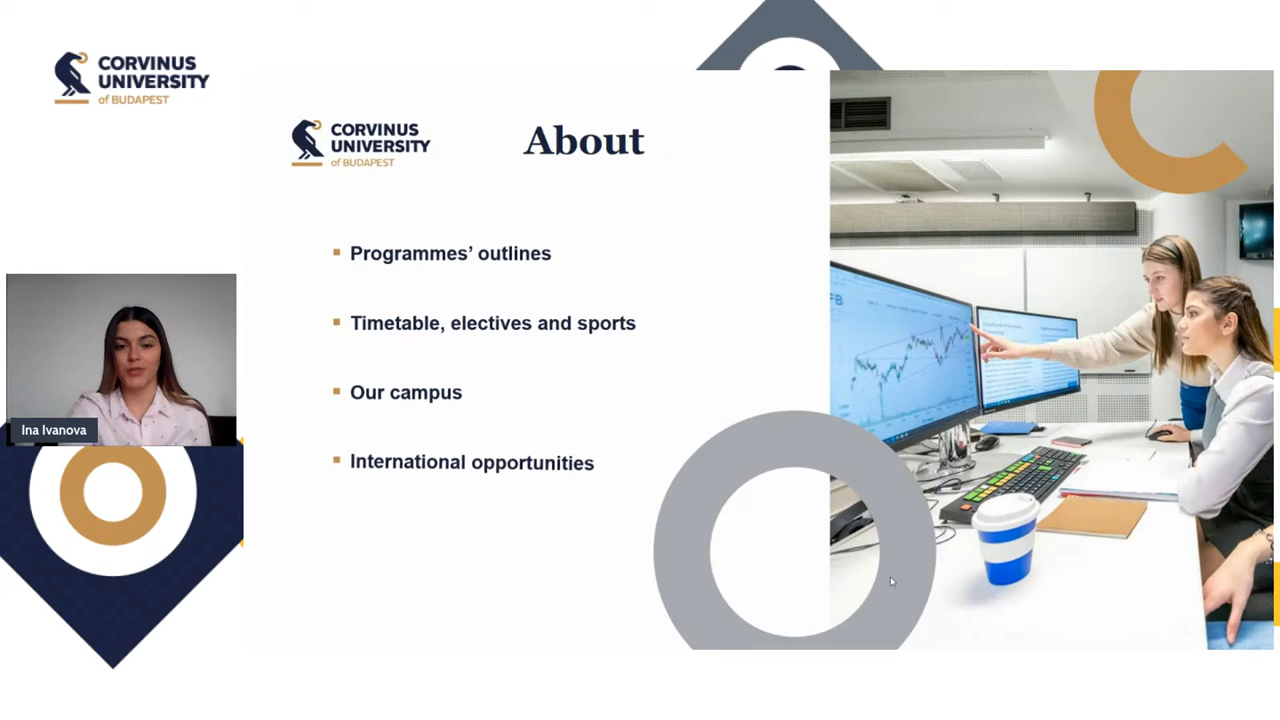 CORVINUS
UNIVERSITY
of BUDAPEST
CORVINUS
UNIVERSITY
of BUDAPEST
About
Programmes’ outlines
Timetable, electives and sports
Our campus
International opportunities
Ina Ivanova